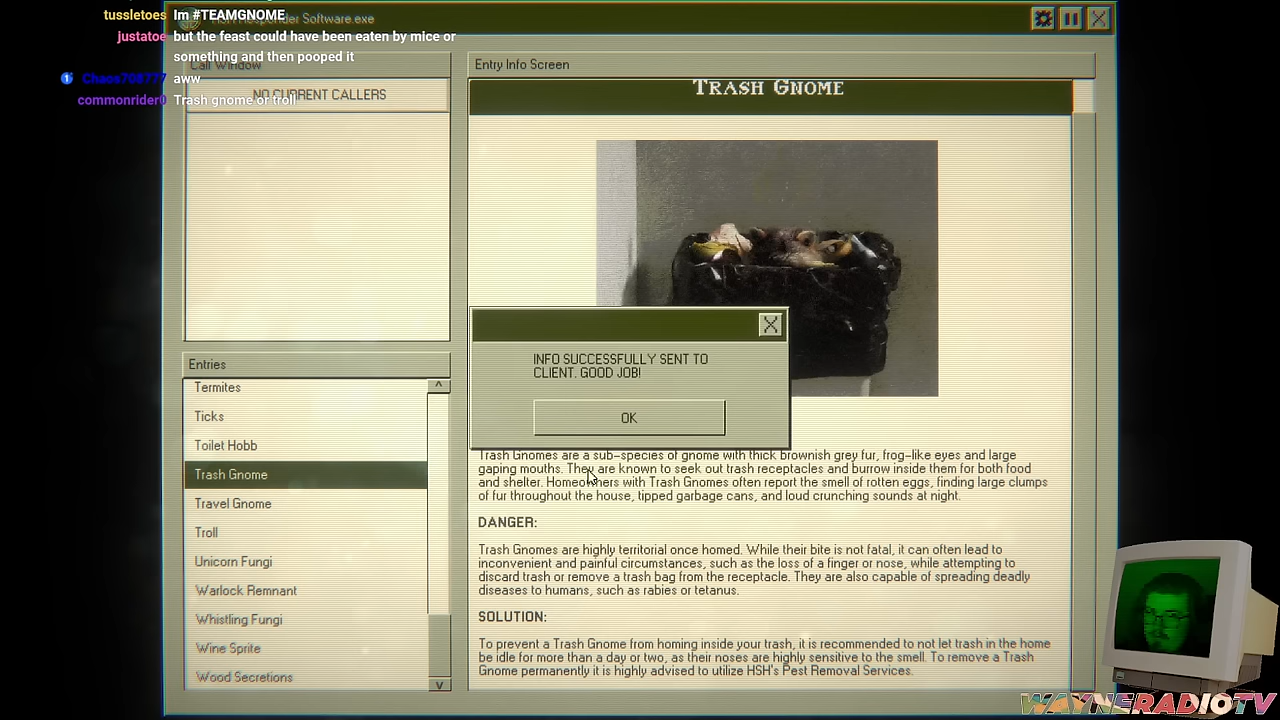 tussletoes Im #TEAMGNOME
justatoe but the feast could have been eaten by mice or
something and then pooped it
Chaos708777 aww
commonrider0 Trash gnome or troll
Software.exe
Call Window
NO CURRENT CALLERS
Entries
Termites
Ticks
Toilet Hobb
Trash Gnome
Travel Gnome
Troll
Unicorn Fungi
Warlock Remnant
Whistling Fungi
Wine Sprite
Wood Secretions
Entry Info Screen
TRASH GNOME
INFO SUCCESSFULLY SENT TO
CLIENT. GOOD JOB!
OK
Trash Gnomes are a sub-species of gnome with thick brownish grey fur, frog-like eyes and large
gaping mouths. They are known to seek out trash receptacles and burrow inside them for both food
and shelter. Homeowners with Trash Gnomes often report the smell of rotten eggs, finding large clumps
of fur throughout the house, tipped garbage cans, and loud crunching sounds at night.
DANGER:
Trash Gnomes are highly territorial once homed. While their bite is not fatal, it can often lead to
inconvenient and painful circumstances, such as the loss of a finger or nose, while attempting to
discard trash or remove a trash bag from the receptacle. They are also capable of spreading deadly
diseases to humans, such as rabies or tetanus.
SOLUTION:
To prevent a Trash Gnome from homing inside your trash, it is recommended to not let trash in the home
be idle for more than a day or two, as their noses are highly sensitive to the smell. To remove a Trash
Gnome permanently it is highly advised to utilize HSH's Pest Removal Services.
WAYNERADIOTV